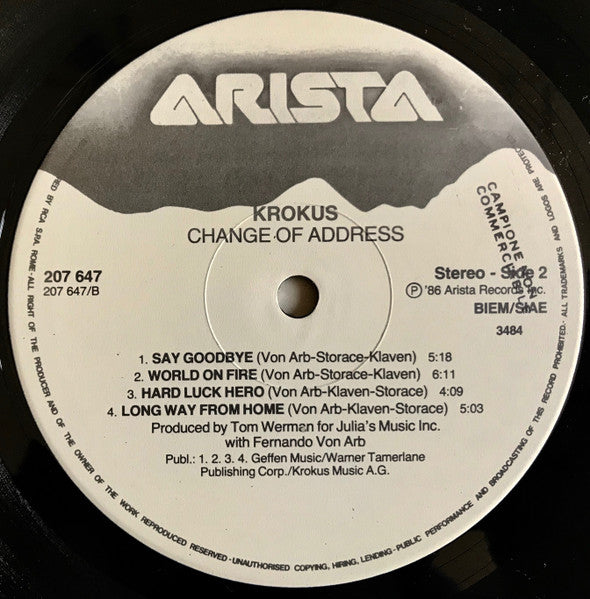 ARISTA
KROKUS
CHANGE OF ADDRESS
207 647
207 647/B
Stereo - Side 2
Ⓟ '86 Arista Records Inc.
BIEM/SIAE
3484
CAMPIONE NON
COMMERCIABILE
1. SAY GOODBYE (Von Arb-Storace-Klaven) 5:18
2. WORLD ON FIRE (Von Arb-Storace-Klaven) 6:11
3. HARD LUCK HERO (Von Arb-Klaven-Storace) 4:09
4. LONG WAY FROM HOME (Von Arb-Klaven-Storace) 5:03
Produced by Tom Werman for Julia's Music Inc.
with Fernando Von Arb
Publ.: 1. 2. 3. 4. Geffen Music/Warner Tamerlane
Publishing Corp./Krokus Music A.G.
BY RCA S.P.A. ROME · ALL RIGHT OF THE PRODUCER AND OF THE OWNER OF THE WORK REPRODUCED RESERVED · UNAUTHORISED COPYING, HIRING, LENDING · PUBLIC PERFORMANCE AND BROADCASTING OF THIS RECORD PROHIBITED · ALL TRADEMARKS AND LOGOS ARE